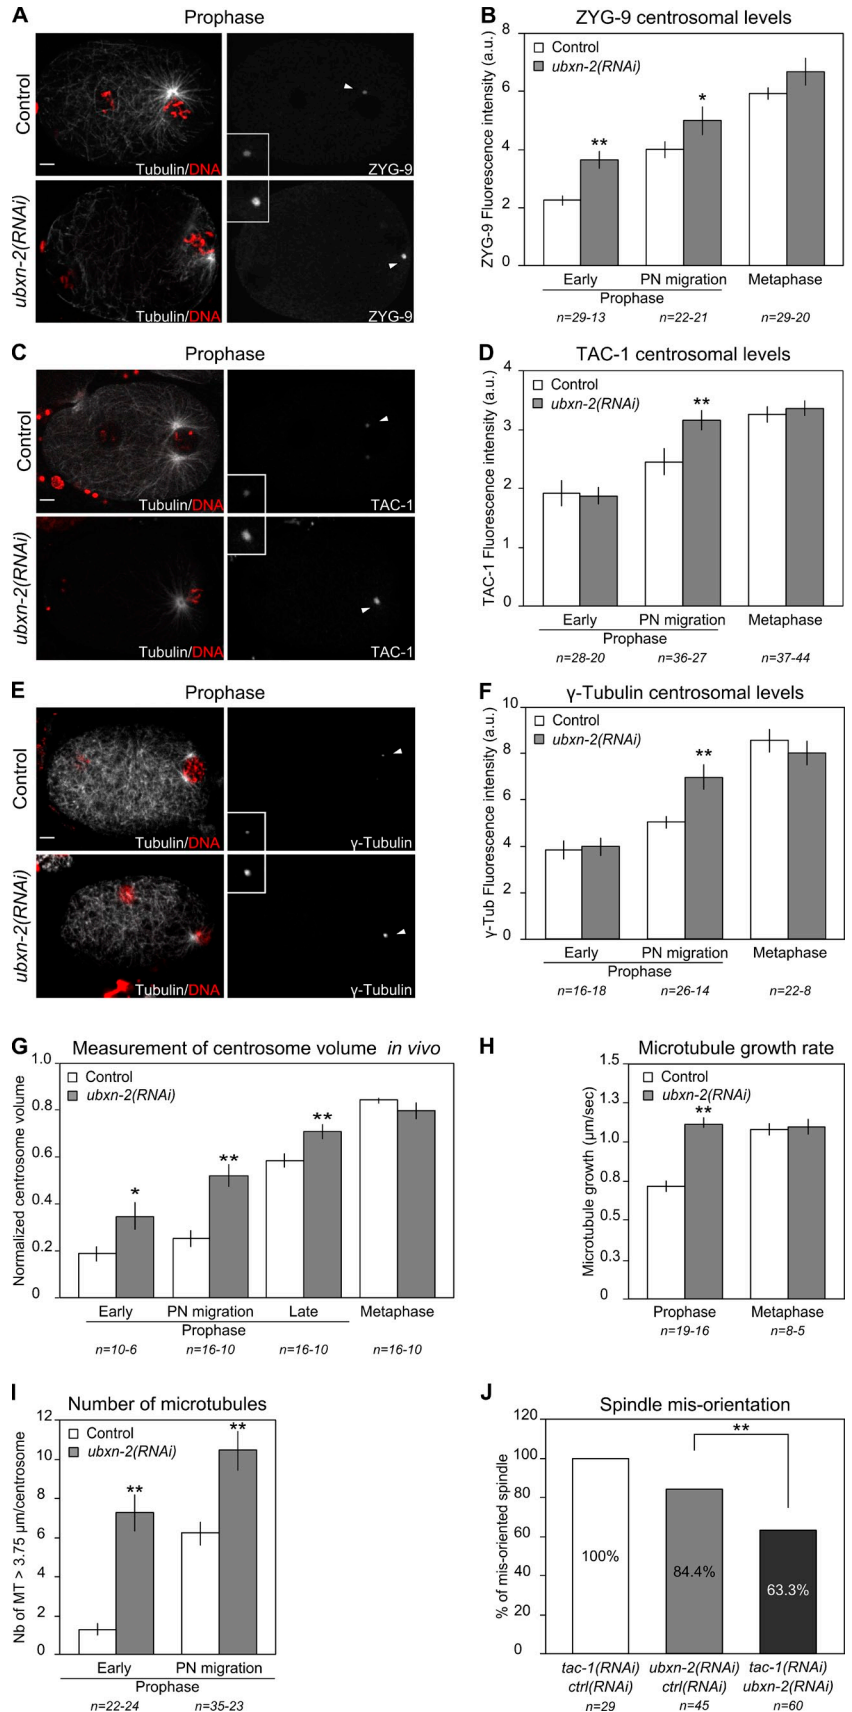 A
Prophase
Control
Tubulin/DNA
ZYG-9
ubxn-2(RNAi)
Tubulin/DNA
ZYG-9
B
ZYG-9 centrosomal levels
ZYG-9 Fluorescence intensity (a.u.)
8
6
4
2
0
Control
ubxn-2(RNAi)
**
*
Early
PN migration
Metaphase
Prophase
n=29-13
n=22-21
n=29-20
C
Prophase
Control
Tubulin/DNA
TAC-1
ubxn-2(RNAi)
Tubulin/DNA
TAC-1
D
TAC-1 centrosomal levels
TAC-1 Fluorescence intensity (a.u.)
4
3
2
1
0
Control
ubxn-2(RNAi)
**
Early
PN migration
Metaphase
Prophase
n=28-20
n=36-27
n=37-44
E
Prophase
Control
Tubulin/DNA
γ-Tubulin
ubxn-2(RNAi)
Tubulin/DNA
γ-Tubulin
F
γ-Tubulin centrosomal levels
γ-Tub Fluorescence intensity (a.u.)
10
8
6
4
2
0
Control
ubxn-2(RNAi)
**
Early
PN migration
Metaphase
Prophase
n=16-18
n=26-14
n=22-8
G
Measurement of centrosome volume in vivo
Normalized centrosome volume
1.0
0.8
0.6
0.4
0.2
0
Control
ubxn-2(RNAi)
*
**
**
Early
PN migration
Late
Metaphase
Prophase
n=10-6
n=16-10
n=16-10
n=16-10
H
Microtubule growth rate
Microtubule growth (μm/sec)
1.5
1.3
1.0
0.8
0.5
0.3
0
Control
ubxn-2(RNAi)
**
Prophase
Metaphase
n=19-16
n=8-5
I
Number of microtubules
Nb of MT > 3.75 μm/centrosome
12
10
8
6
4
2
0
Control
ubxn-2(RNAi)
**
**
Early
PN migration
Prophase
n=22-24
n=35-23
J
Spindle mis-orientation
% of mis-oriented spindle
120
100
80
60
40
20
0
**
100%
84.4%
63.3%
tac-1(RNAi)
ctrl(RNAi)
n=29
ubxn-2(RNAi)
ctrl(RNAi)
n=45
tac-1(RNAi)
ubxn-2(RNAi)
n=60